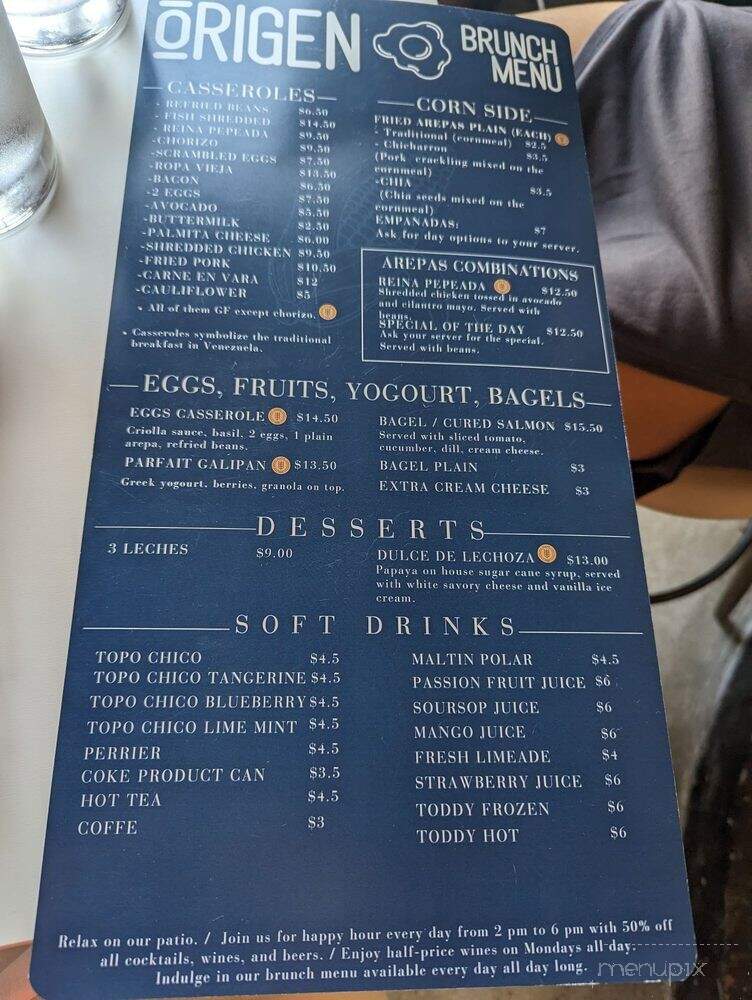 ORIGEN
BRUNCH
MENU
CASSEROLES
- REFRIED BEANS $6.50
- FISH SHREDDED $14.50
- REINA PEPEADA $9.50
-CHORIZO $9.50
-SCRAMBLED EGGS $7.50
-ROPA VIEJA $13.50
-BACON $6.50
-2 EGGS $7.50
-AVOCADO $5.50
-BUTTERMILK $2.50
-PALMITA CHEESE $6.00
-SHREDDED CHICKEN $9.50
-FRIED PORK $10.50
-CARNE EN VARA $12
-CAULIFLOWER $5
• All of them GF except chorizo.
• Casseroles symbolize the traditional
breakfast in Venezuela.
CORN SIDE
FRIED AREPAS PLAIN (EACH)
- Traditional (cornmeal) $2.5
- Chicharron $3.5
(Pork crackling mixed on the
cornmeal)
-CHIA $3.5
(Chia seeds mixed on the
cornmeal)
EMPANADAS: $7
Ask for day options to your server.
AREPAS COMBINATIONS
REINA PEPEADA $12.50
Shredded chicken tossed in avocado
and cilantro mayo. Served with
beans.
SPECIAL OF THE DAY $12.50
Ask your server for the special.
Served with beans.
EGGS, FRUITS, YOGOURT, BAGELS
EGGS CASSEROLE $14.50
Criolla sauce, basil, 2 eggs, 1 plain
arepa, refried beans.
PARFAIT GALIPAN $13.50
Greek yogourt, berries, granola on top.
BAGEL / CURED SALMON $15.50
Served with sliced tomato,
cucumber, dill, cream cheese.
BAGEL PLAIN $3
EXTRA CREAM CHEESE $3
DESSERTS
3 LECHES $9.00
DULCE DE LECHOZA $13.00
Papaya on house sugar cane syrup, served
with white savory cheese and vanilla ice
cream.
SOFT DRINKS
TOPO CHICO $4.5
TOPO CHICO TANGERINE $4.5
TOPO CHICO BLUEBERRY $4.5
TOPO CHICO LIME MINT $4.5
PERRIER $4.5
COKE PRODUCT CAN $3.5
HOT TEA $4.5
COFFE $3
MALTIN POLAR $4.5
PASSION FRUIT JUICE $6
SOURSOP JUICE $6
MANGO JUICE $6
FRESH LIMEADE $4
STRAWBERRY JUICE $6
TODDY FROZEN $6
TODDY HOT $6
Relax on our patio. / Join us for happy hour every day from 2 pm to 6 pm with 50% off
all cocktails, wines, and beers. / Enjoy half-price wines on Mondays all day.
Indulge in our brunch menu available every day all day long.
menupix